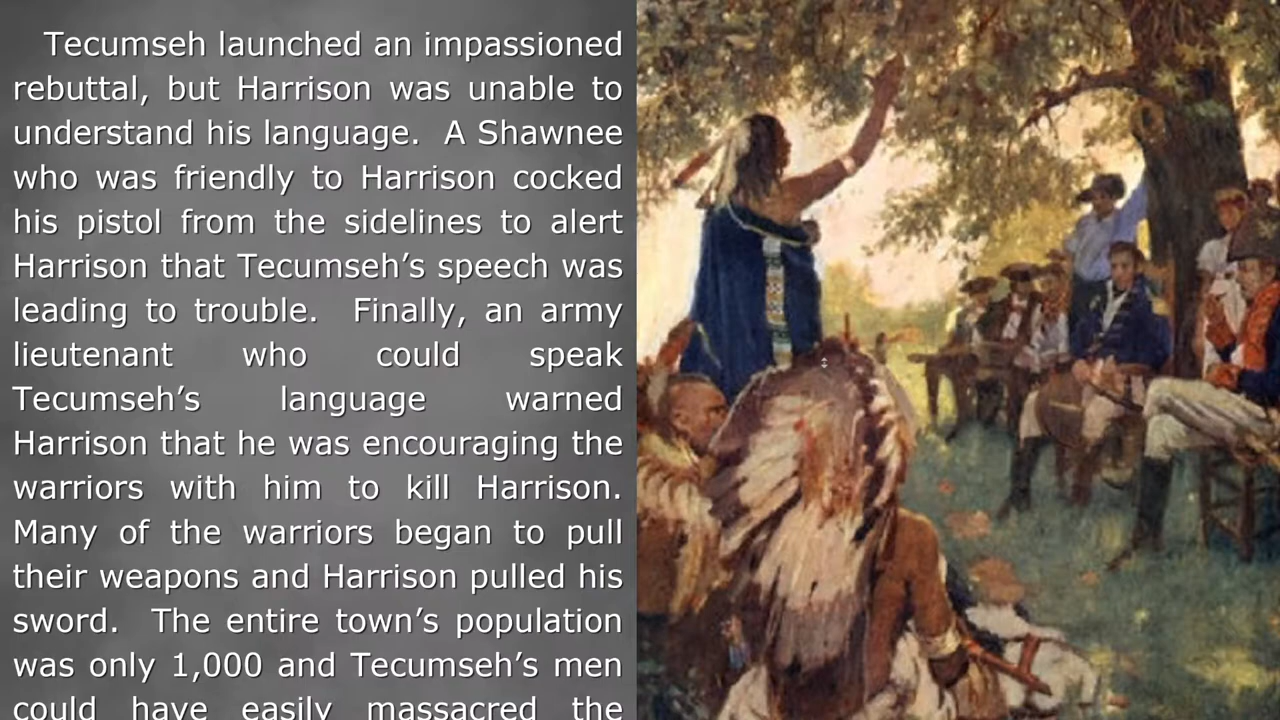 Tecumseh launched an impassioned
rebuttal, but Harrison was unable to
understand his language. A Shawnee
who was friendly to Harrison cocked
his pistol from the sidelines to alert
Harrison that Tecumseh’s speech was
leading to trouble. Finally, an army
lieutenant who could speak
Tecumseh’s language warned
Harrison that he was encouraging the
warriors with him to kill Harrison.
Many of the warriors began to pull
their weapons and Harrison pulled his
sword. The entire town’s population
was only 1,000 and Tecumseh’s men
could have easily massacred the